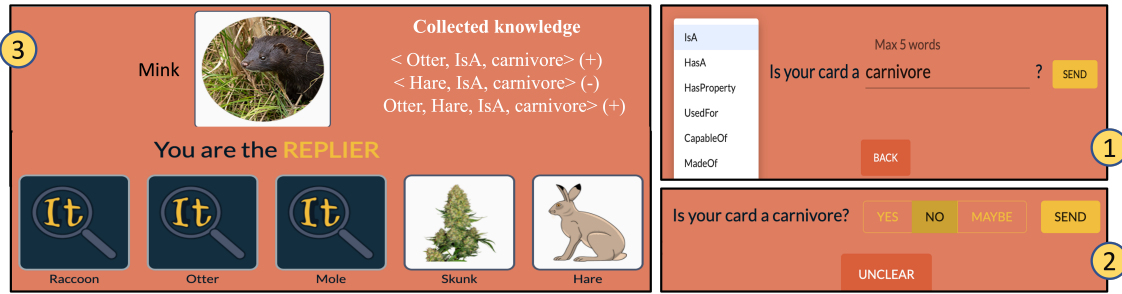 3
Mink
Collected knowledge
< Otter, IsA, carnivore> (+)
< Hare, IsA, carnivore> (-)
Otter, Hare, IsA, carnivore> (+)
You are the REPLIER
It
It
It
Raccoon
Otter
Mole
Skunk
Hare
IsA
HasA
HasProperty
UsedFor
CapableOf
MadeOf
Max 5 words
Is your card a carnivore ? SEND
BACK
1
Is your card a carnivore? YES NO MAYBE SEND
UNCLEAR
2